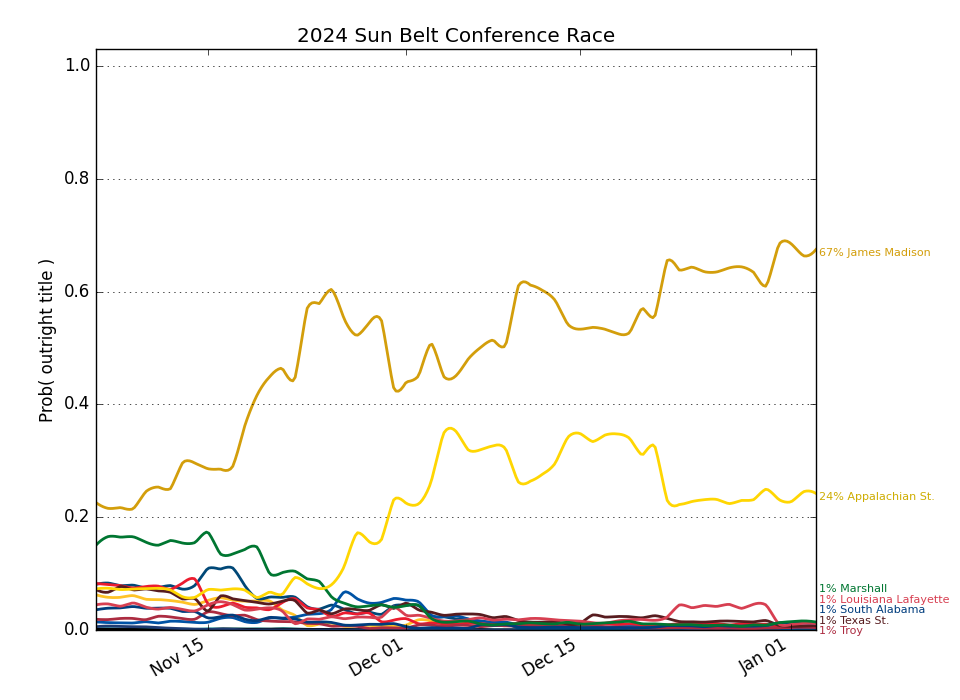 2024 Sun Belt Conference Race
Prob( outright title )
1.0
0.8
0.6
0.4
0.2
0.0
Nov 15
Dec 01
Dec 15
Jan 01
67% James Madison
24% Appalachian St.
1% Marshall
1% Louisiana Lafayette
1% South Alabama
1% Texas St.
1% Troy